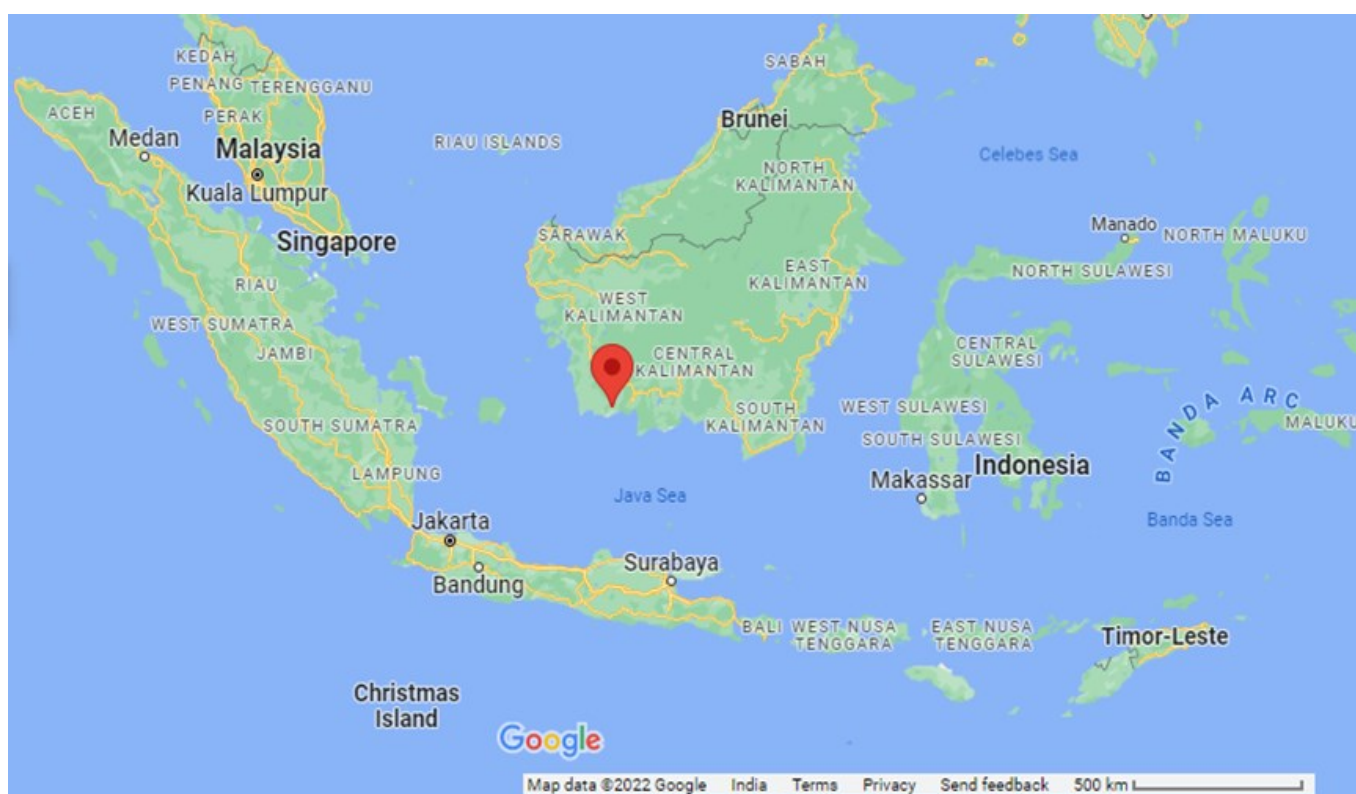 KEDAH
PENANG
TERENGGANU
ACEH
PERAK
Medan
Malaysia
Kuala Lumpur
Singapore
RIAU ISLANDS
SABAH
Brunei
NORTH
KALIMANTAN
Celebes Sea
SARAWAK
Manado
NORTH MALUKU
RIAU
EAST
KALIMANTAN
NORTH SULAWESI
WEST
KALIMANTAN
WEST SUMATRA
JAMBI
CENTRAL
KALIMANTAN
CENTRAL
SULAWESI
SOUTH SUMATRA
SOUTH
KALIMANTAN
WEST SULAWESI
SOUTH SULAWESI
BANDA ARC
MALUKU
LAMPUNG
Indonesia
Makassar
Java Sea
Banda Sea
Jakarta
Bandung
Surabaya
BALI
WEST NUSA
TENGGARA
EAST NUSA
TENGGARA
Timor-Leste
Christmas
Island
Google
Map data ©2022 Google India Terms Privacy Send feedback 500 km